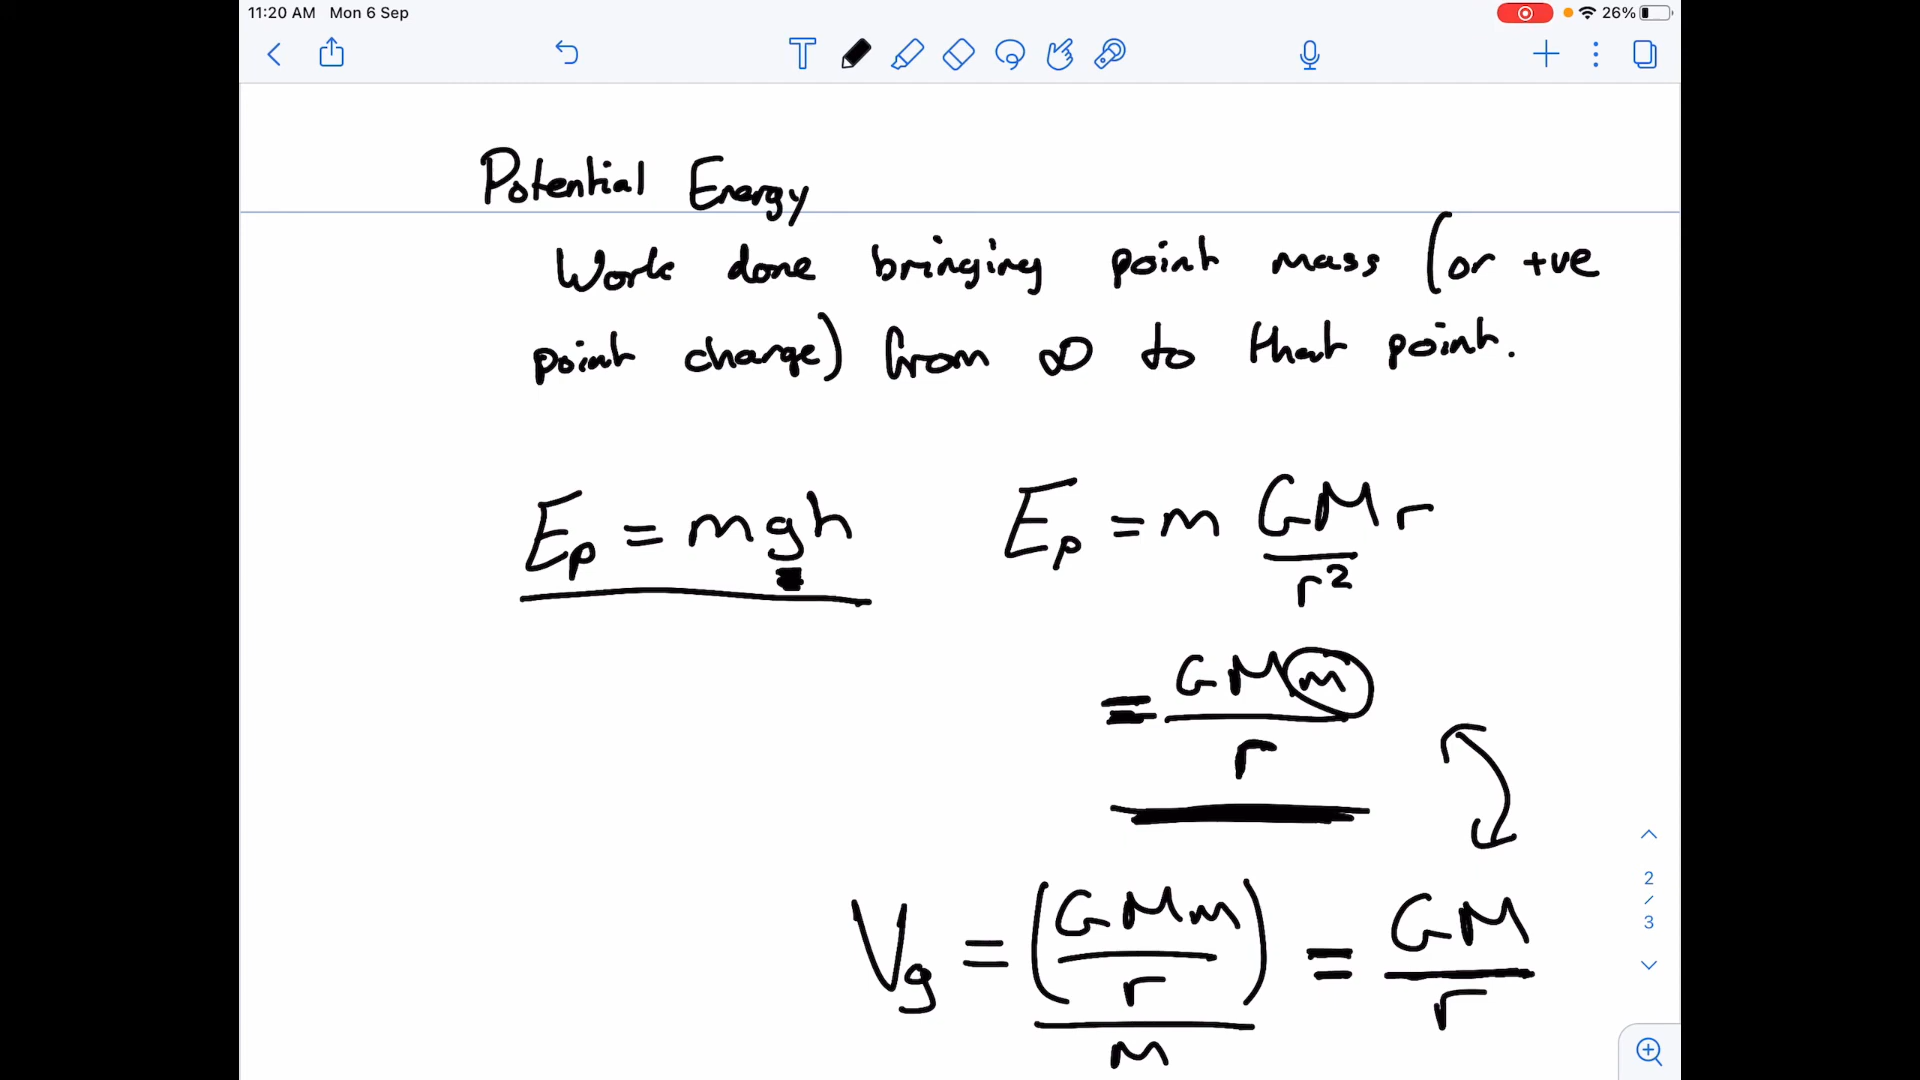 11:20 AM Mon 6 Sep
26%
T
Potential Energy
Work done bringing point mass (or +ve
point charge) from ∞ to that point.
Ep = mgh
Ep = m GM/r² r
= GMm/r
Vg = (GMm/r)/m = GM/r
2/3